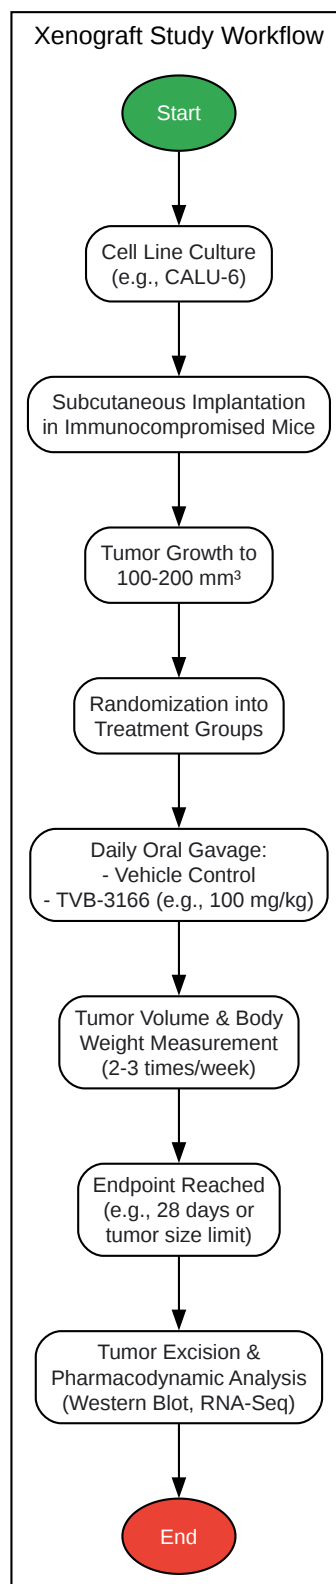 Xenograft Study Workflow
Start
Cell Line Culture
(e.g., CALU-6)
Subcutaneous Implantation
in Immunocompromised Mice
Tumor Growth to
100-200 mm³
Randomization into
Treatment Groups
Daily Oral Gavage:
- Vehicle Control
- TVB-3166 (e.g., 100 mg/kg)
Tumor Volume & Body
Weight Measurement
(2-3 times/week)
Endpoint Reached
(e.g., 28 days or
tumor size limit)
Tumor Excision &
Pharmacodynamic Analysis
(Western Blot, RNA-Seq)
End